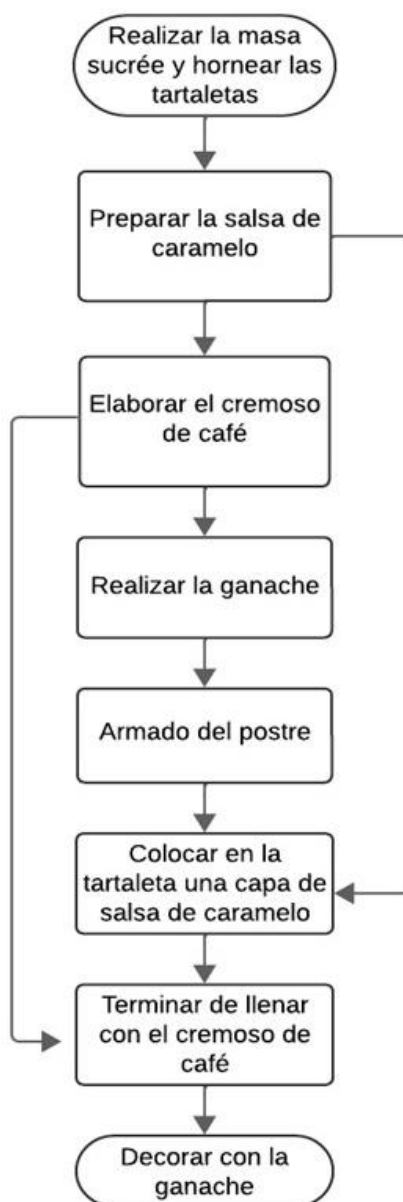 Realizar la masa
sucrée y hornear las
tartaletas
Preparar la salsa de
caramelo
Elaborar el cremoso
de café
Realizar la ganache
Armado del postre
Colocar en la
tartaleta una capa de
salsa de caramelo
Terminar de llenar
con el cremoso de
café
Decorar con la
ganache